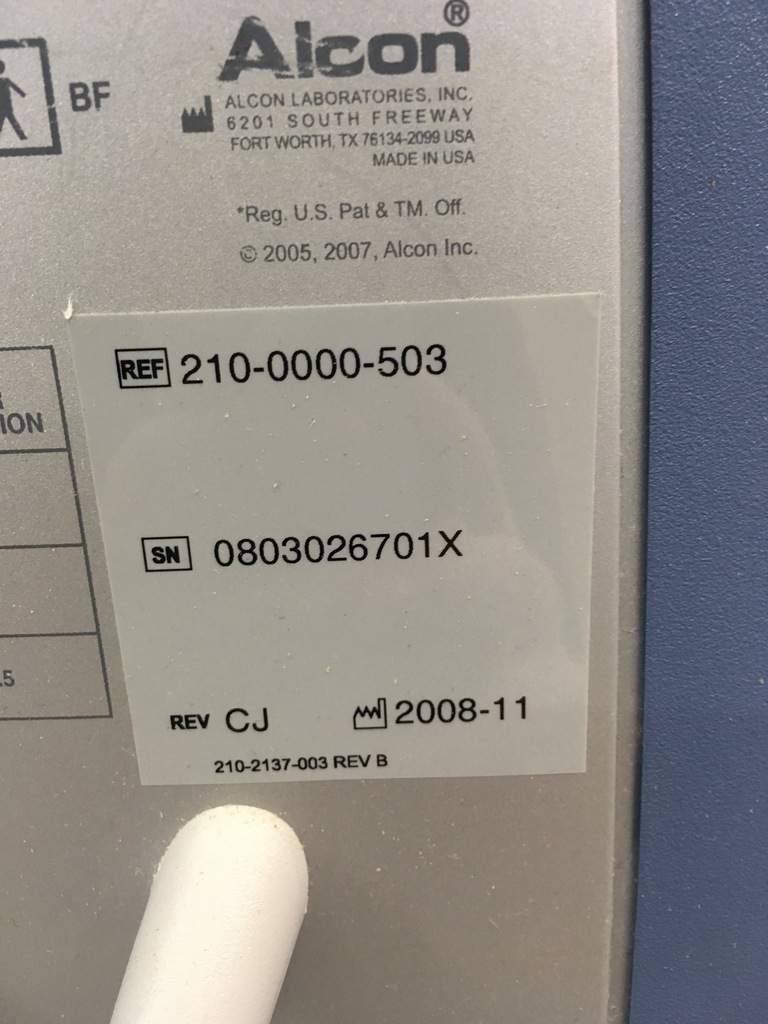 Alcon®
BF
ALCON LABORATORIES, INC.
6201 SOUTH FREEWAY
FORT WORTH, TX 76134-2099 USA
MADE IN USA
*Reg. U.S. Pat & TM. Off.
© 2005, 2007, Alcon Inc.
REF 210-0000-503
SN 0803026701X
REV CJ 2008-11
210-2137-003 REV B
.5